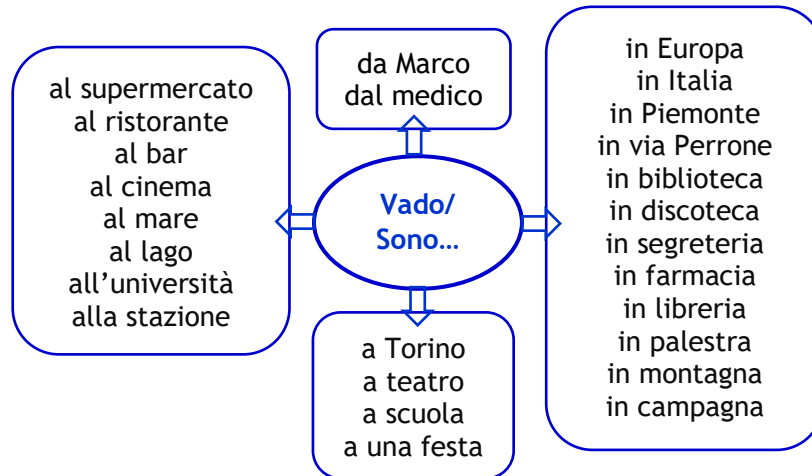 al supermercato
al ristorante
al bar
al cinema
al mare
al lago
all'università
alla stazione
da Marco
dal medico
Vado/
Sono...
a Torino
a teatro
a scuola
a una festa
in Europa
in Italia
in Piemonte
in via Perrone
in biblioteca
in discoteca
in segreteria
in farmacia
in libreria
in palestra
in montagna
in campagna